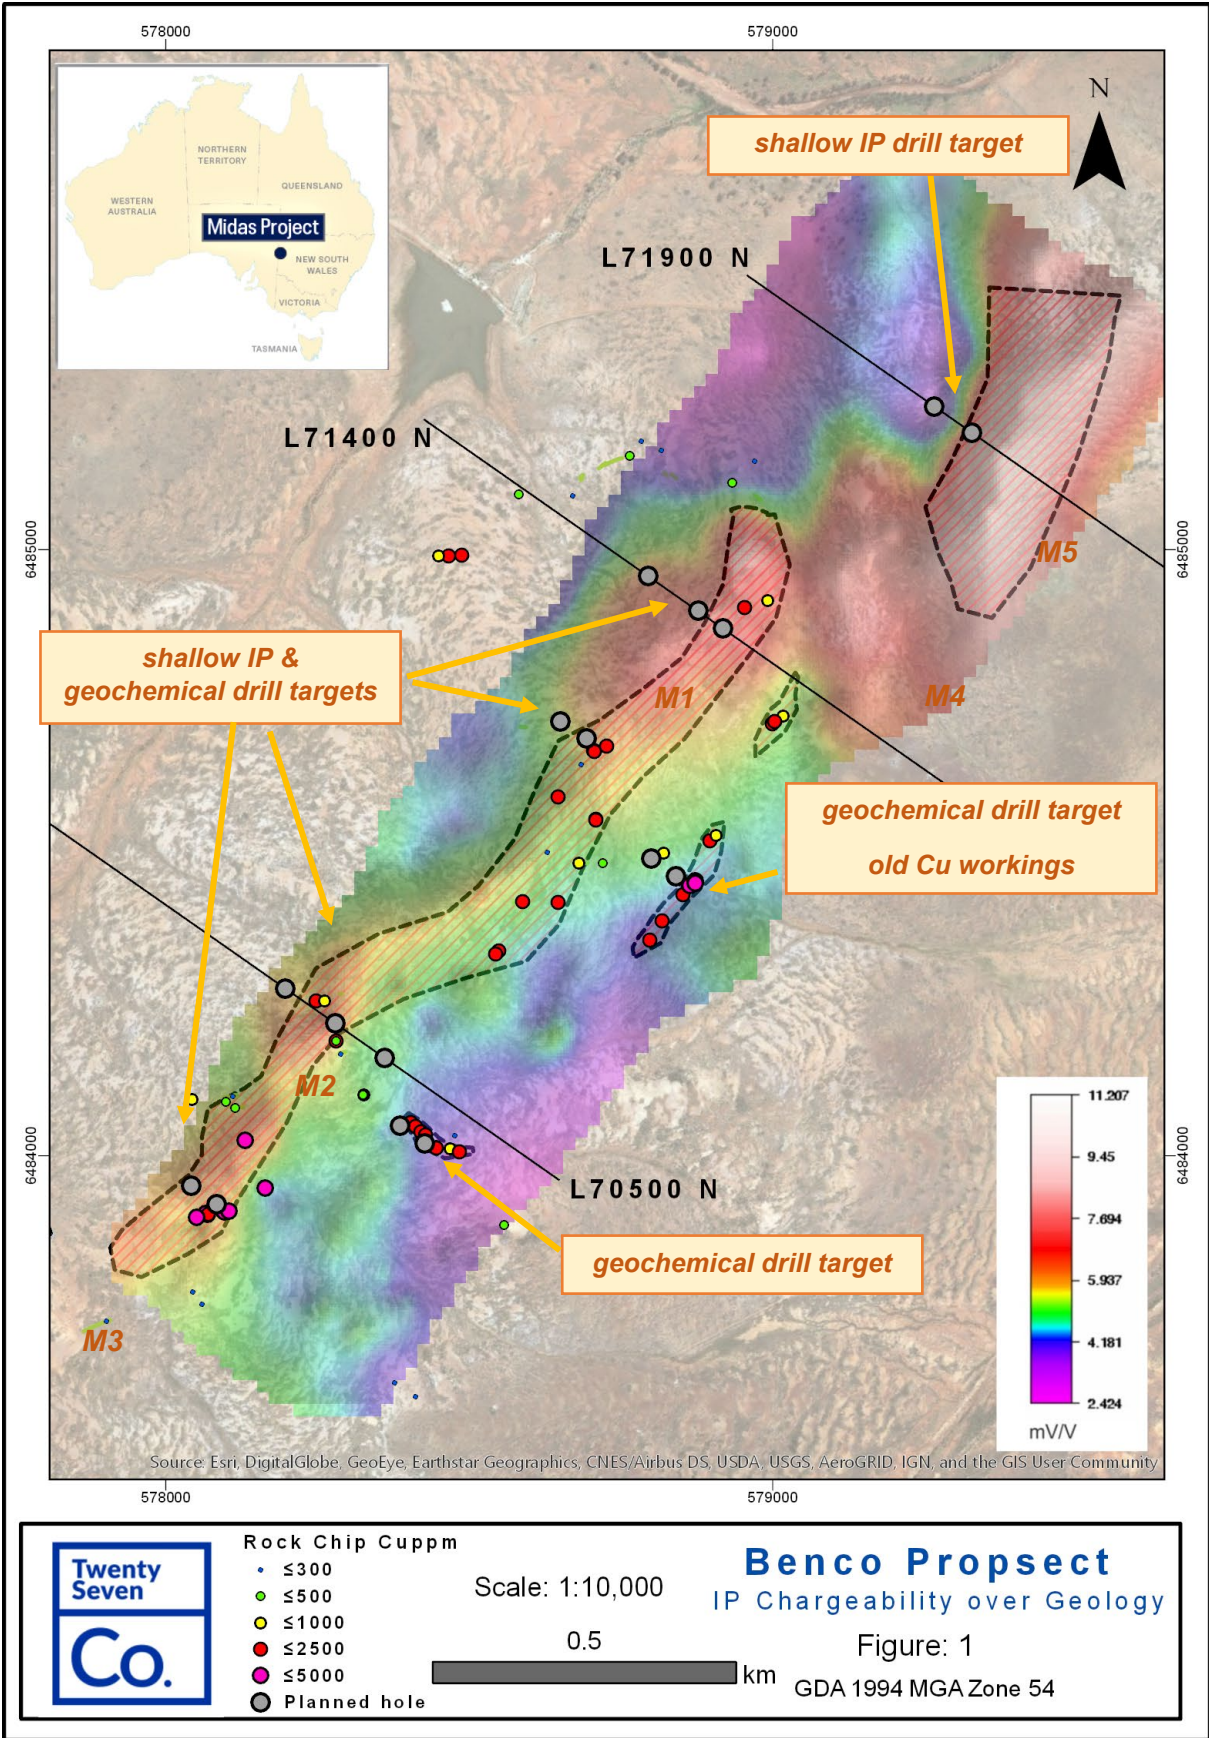 578000
579000
NORTHERN
TERRITORY
QUEENSLAND
WESTERN
AUSTRALIA
Midas Project
NEW SOUTH
WALES
VICTORIA
TASMANIA
N
shallow IP drill target
L71900 N
L71400 N
6485000
6485000
M5
shallow IP &
geochemical drill targets
M1
M4
geochemical drill target
old Cu workings
M2
6484000
6484000
L70500 N
geochemical drill target
M3
11.207
9.45
7.694
5.937
4.181
2.424
mV/V
Source: Esri, DigitalGlobe, GeoEye, Earthstar Geographics, CNES/Airbus DS, USDA, USGS, AeroGRID, IGN, and the GIS User Community
578000
579000
Twenty
Seven
Co.
Rock Chip Cuppm
≤300
≤500
≤1000
≤2500
≤5000
Planned hole
Scale: 1:10,000
0.5
km
Benco Propsect
IP Chargeability over Geology
Figure: 1
GDA 1994 MGA Zone 54